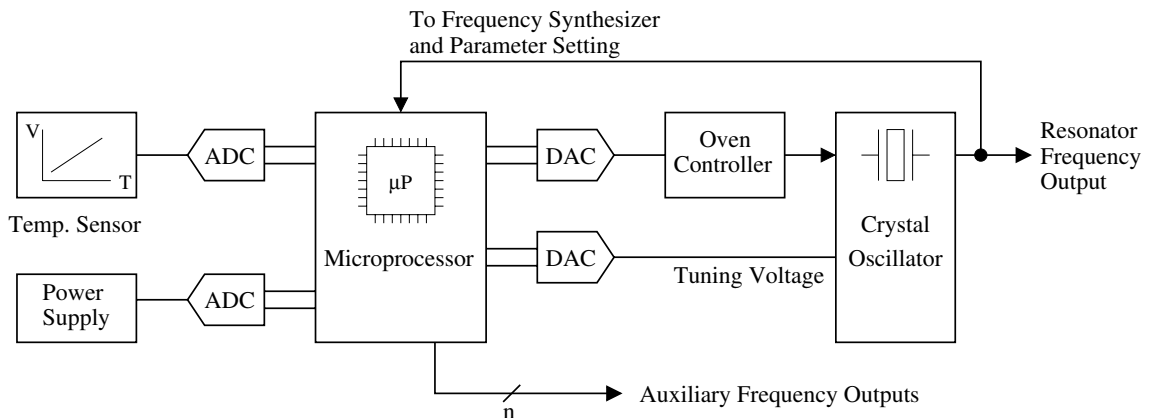 To Frequency Synthesizer
and Parameter Setting
V
T
Temp. Sensor
ADC
μP
Microprocessor
DAC
Oven
Controller
Crystal
Oscillator
Resonator
Frequency
Output
Power
Supply
ADC
DAC
Tuning Voltage
n
Auxiliary Frequency Outputs